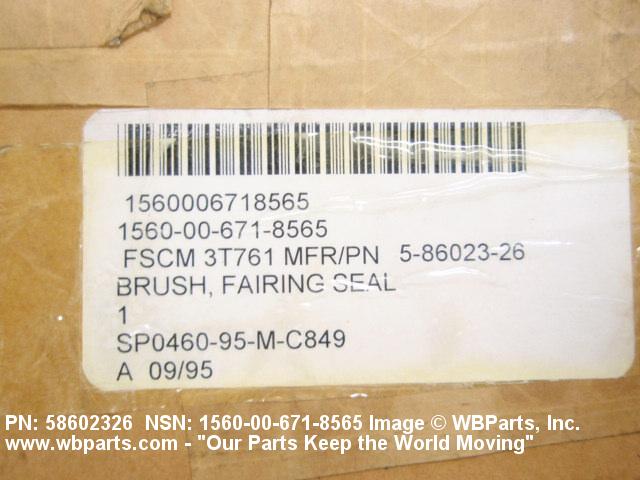 1560006718565
1560-00-671-8565
FSCM 3T761 MFR/PN 5-86023-26
BRUSH, FAIRING SEAL
1
SP0460-95-M-C849
A 09/95
PN: 58602326 NSN: 1560-00-671-8565 Image © WBParts, Inc.
www.wbparts.com - "Our Parts Keep the World Moving"